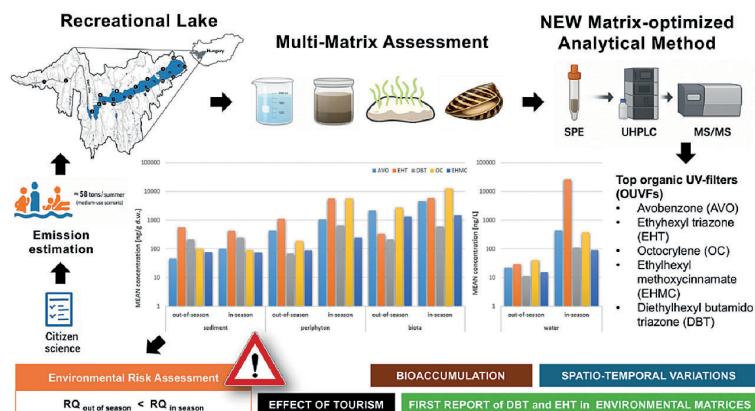 Recreational Lake
Hungary
Multi-Matrix Assessment
NEW Matrix-optimized
Analytical Method
SPE
UHPLC
MS/MS
≈ 58 tons/ summer
(medium-use scenario)
Emission
estimation
Citizen
science
MEAN concentration [ng/g d.w.]
100000
10000
1000
100
10
1
AVO EHT DBT OC EHMC
out-of-season in-season out-of-season in-season out-of-season in-season
sediment periphyton biota
MEAN concentration [ng/L]
100000
10000
1000
100
10
1
out-of-season in-season
water
Top organic UV-filters
(OUVFs)
• Avobenzone (AVO)
• Ethyhexyl triazone
(EHT)
• Octocrylene (OC)
• Ethylhexyl
methoxycinnamate
(EHMC)
• Diethylhexyl butamido
triazone (DBT)
Environmental Risk Assessment
RQ out of season < RQ in season
BIOACCUMULATION
SPATIO-TEMPORAL VARIATIONS
EFFECT OF TOURISM
FIRST REPORT OF DBT and EHT in ENVIRONMENTAL MATRICES